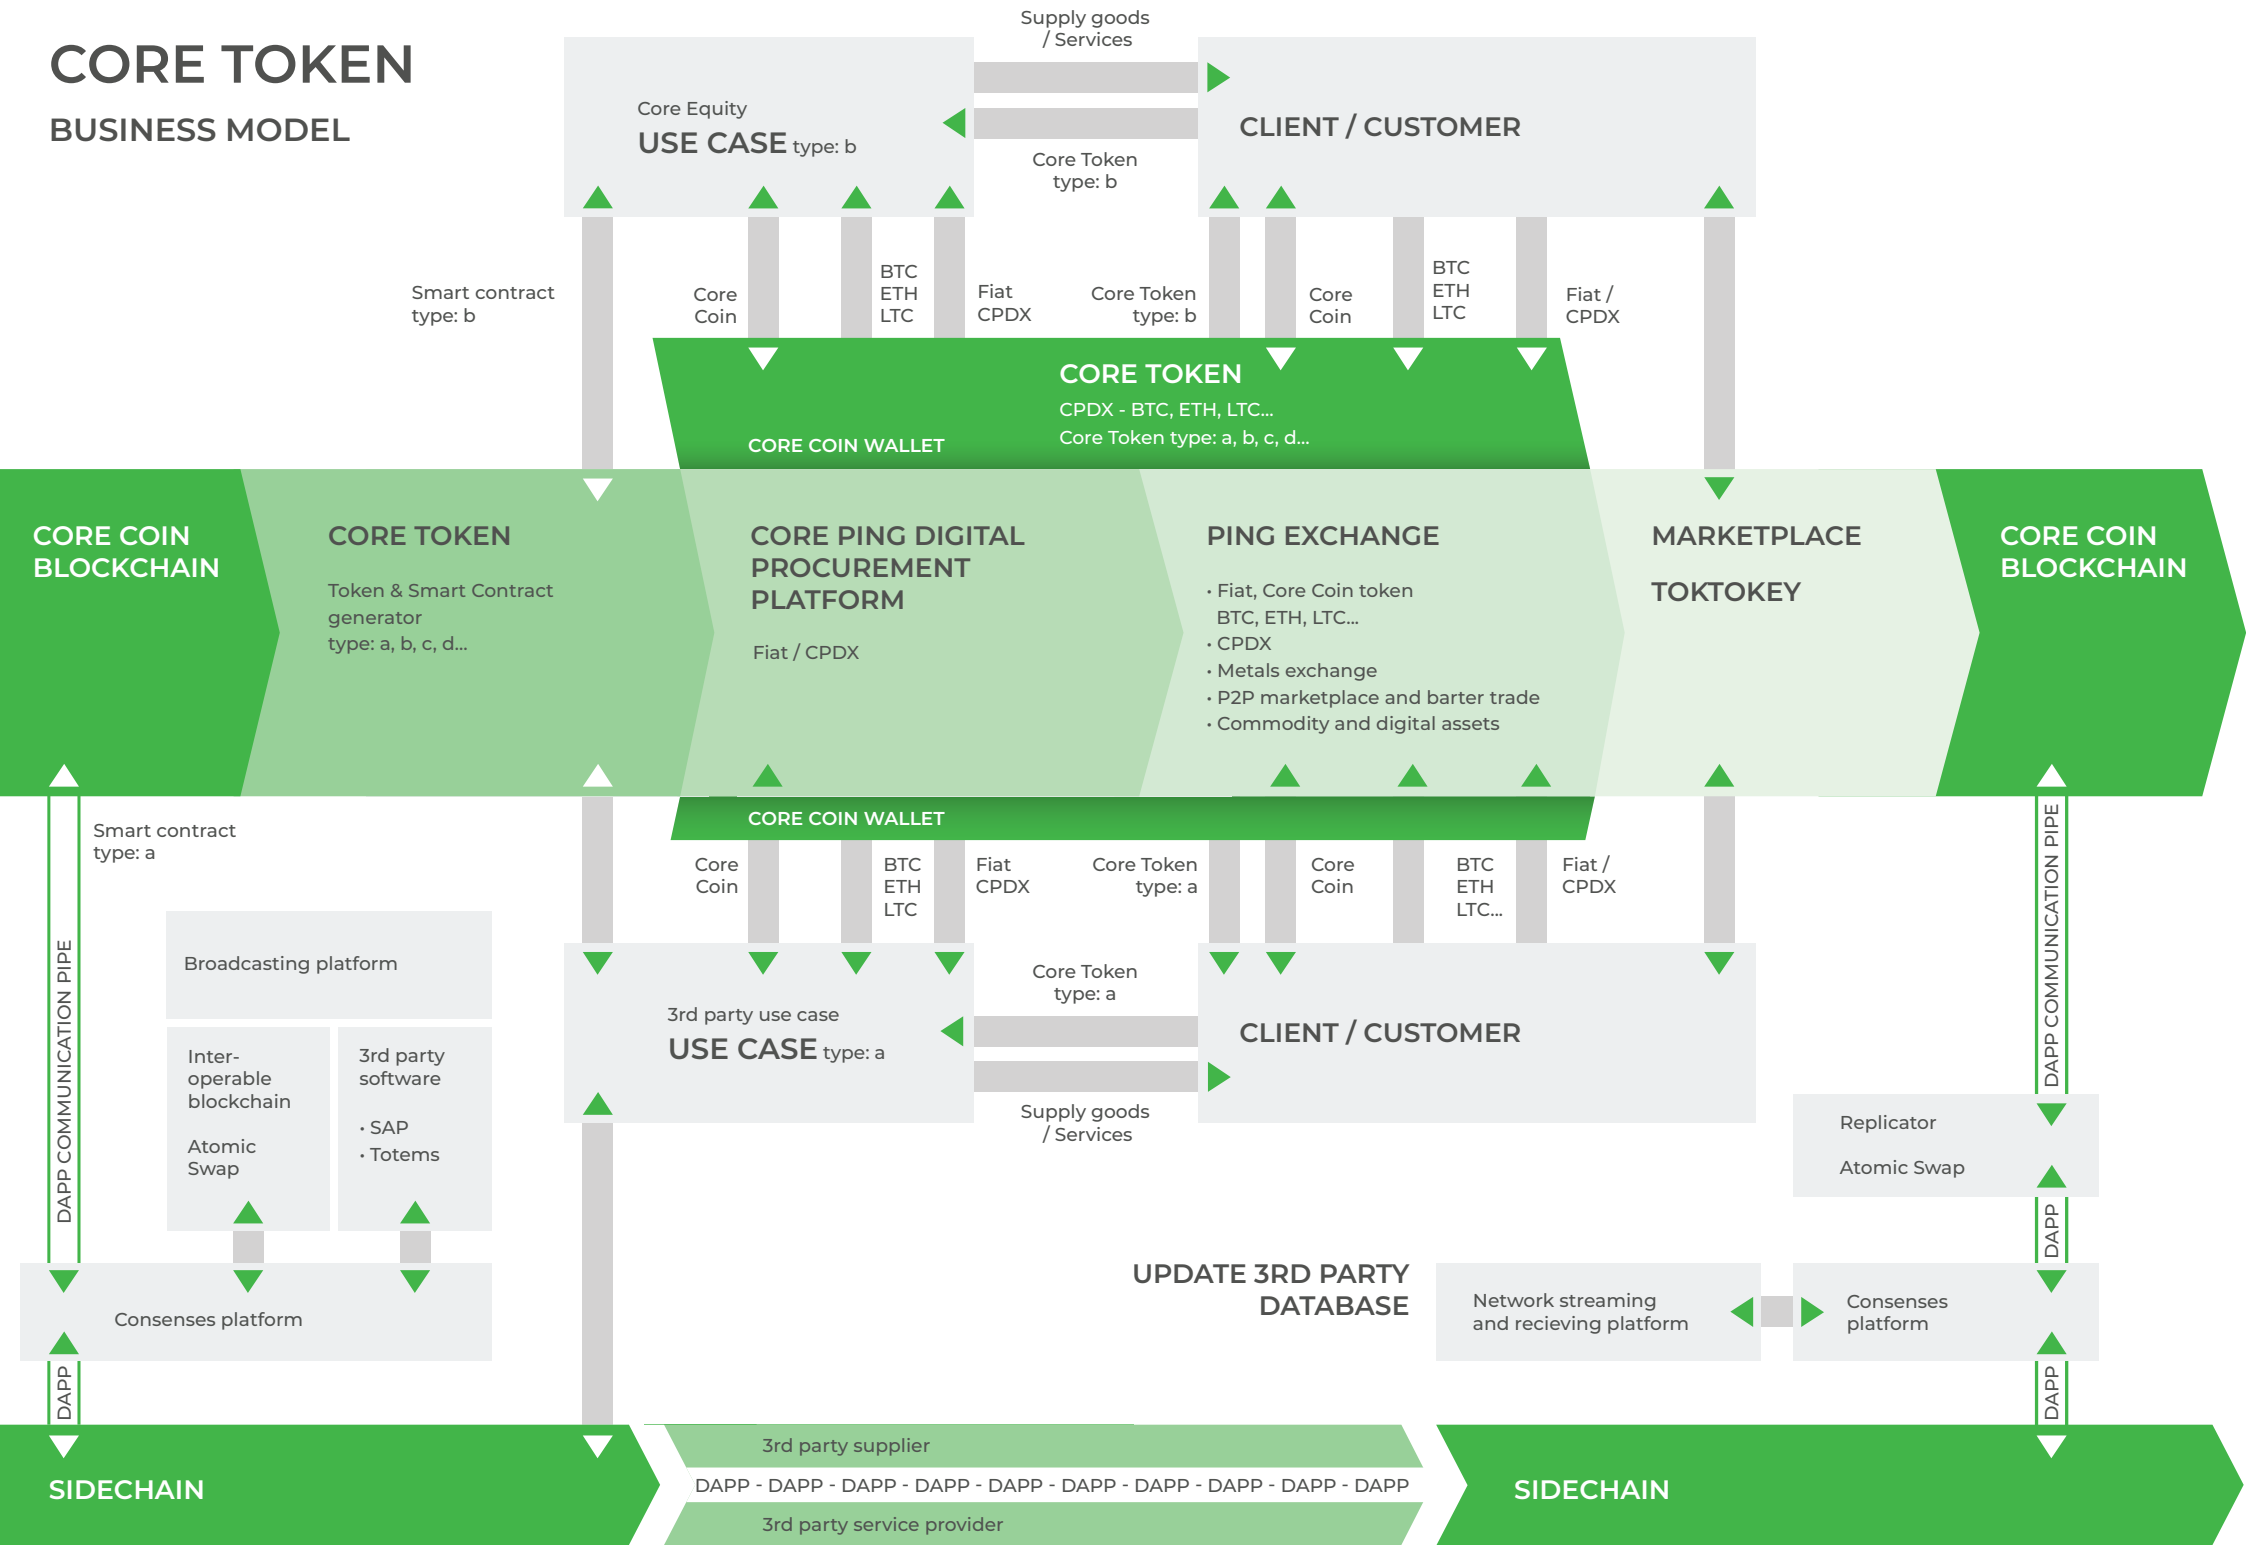 CORE TOKEN
BUSINESS MODEL
Supply goods
/ Services
Core Equity
USE CASE type: b
CLIENT / CUSTOMER
Core Token
type: b
Smart contract
type: b
Core
Coin
BTC
ETH
LTC
Fiat
CPDX
Core Token
type: b
Core
Coin
BTC
ETH
LTC
Fiat /
CPDX
CORE TOKEN
CPDX - BTC, ETH, LTC...
Core Token type: a, b, c, d...
CORE COIN WALLET
CORE COIN
BLOCKCHAIN
CORE TOKEN
Token & Smart Contract
generator
type: a, b, c, d...
CORE PING DIGITAL
PROCUREMENT
PLATFORM
Fiat / CPDX
PING EXCHANGE
• Fiat, Core Coin token
BTC, ETH, LTC...
• CPDX
• Metals exchange
• P2P marketplace and barter trade
• Commodity and digital assets
MARKETPLACE
TOKTOKEY
CORE COIN
BLOCKCHAIN
CORE COIN WALLET
Smart contract
type: a
DAPP COMMUNICATION PIPE
Core
Coin
BTC
ETH
LTC
Fiat
CPDX
Core Token
type: a
Core
Coin
BTC
ETH
LTC...
Fiat /
CPDX
DAPP COMMUNICATION PIPE
Broadcasting platform
Inter-
operable
blockchain
Atomic
Swap
3rd party
software
• SAP
• Totems
3rd party use case
USE CASE type: a
Core Token
type: a
CLIENT / CUSTOMER
Supply goods
/ Services
Replicator
Atomic Swap
DAPP
Consenses platform
UPDATE 3RD PARTY
DATABASE
Network streaming
and recieving platform
Consenses
platform
DAPP
DAPP
SIDECHAIN
3rd party supplier
DAPP - DAPP - DAPP - DAPP - DAPP - DAPP - DAPP - DAPP - DAPP - DAPP
3rd party service provider
SIDECHAIN